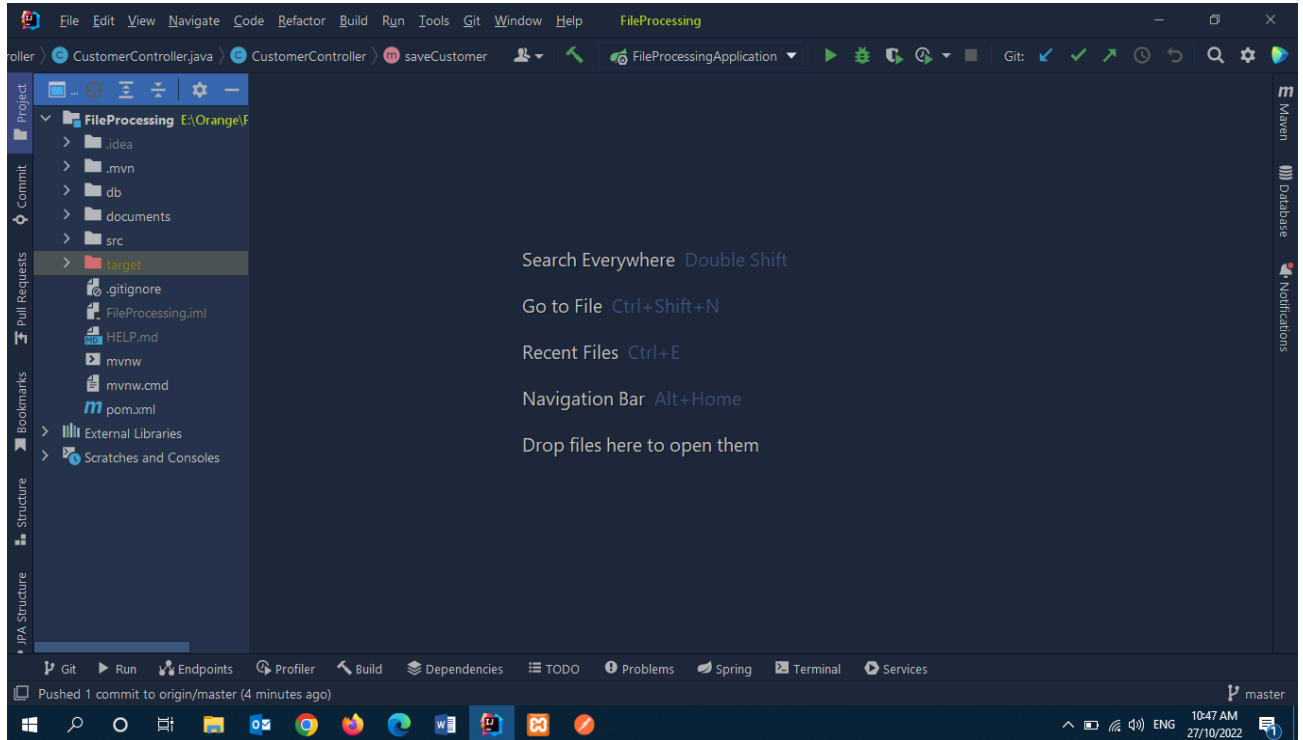 File Edit View Navigate Code Refactor Build Run Tools Git Window Help FileProcessing
roller CustomerController.java CustomerController saveCustomer FileProcessingApplication Git:
Project
Commit
Pull Requests
Bookmarks
Structure
JPA Structure
...
FileProcessing E:\Orange\F
.idea
.mvn
db
documents
src
target
.gitignore
FileProcessing.iml
HELP.md
mvnw
mvnw.cmd
pom.xml
External Libraries
Scratches and Consoles
Search Everywhere Double Shift
Go to File Ctrl+Shift+N
Recent Files Ctrl+E
Navigation Bar Alt+Home
Drop files here to open them
Maven
Database
Notifications
Git Run Endpoints Profiler Build Dependencies TODO Problems Spring Terminal Services
Pushed 1 commit to origin/master (4 minutes ago) master
ENG 10:47 AM
27/10/2022